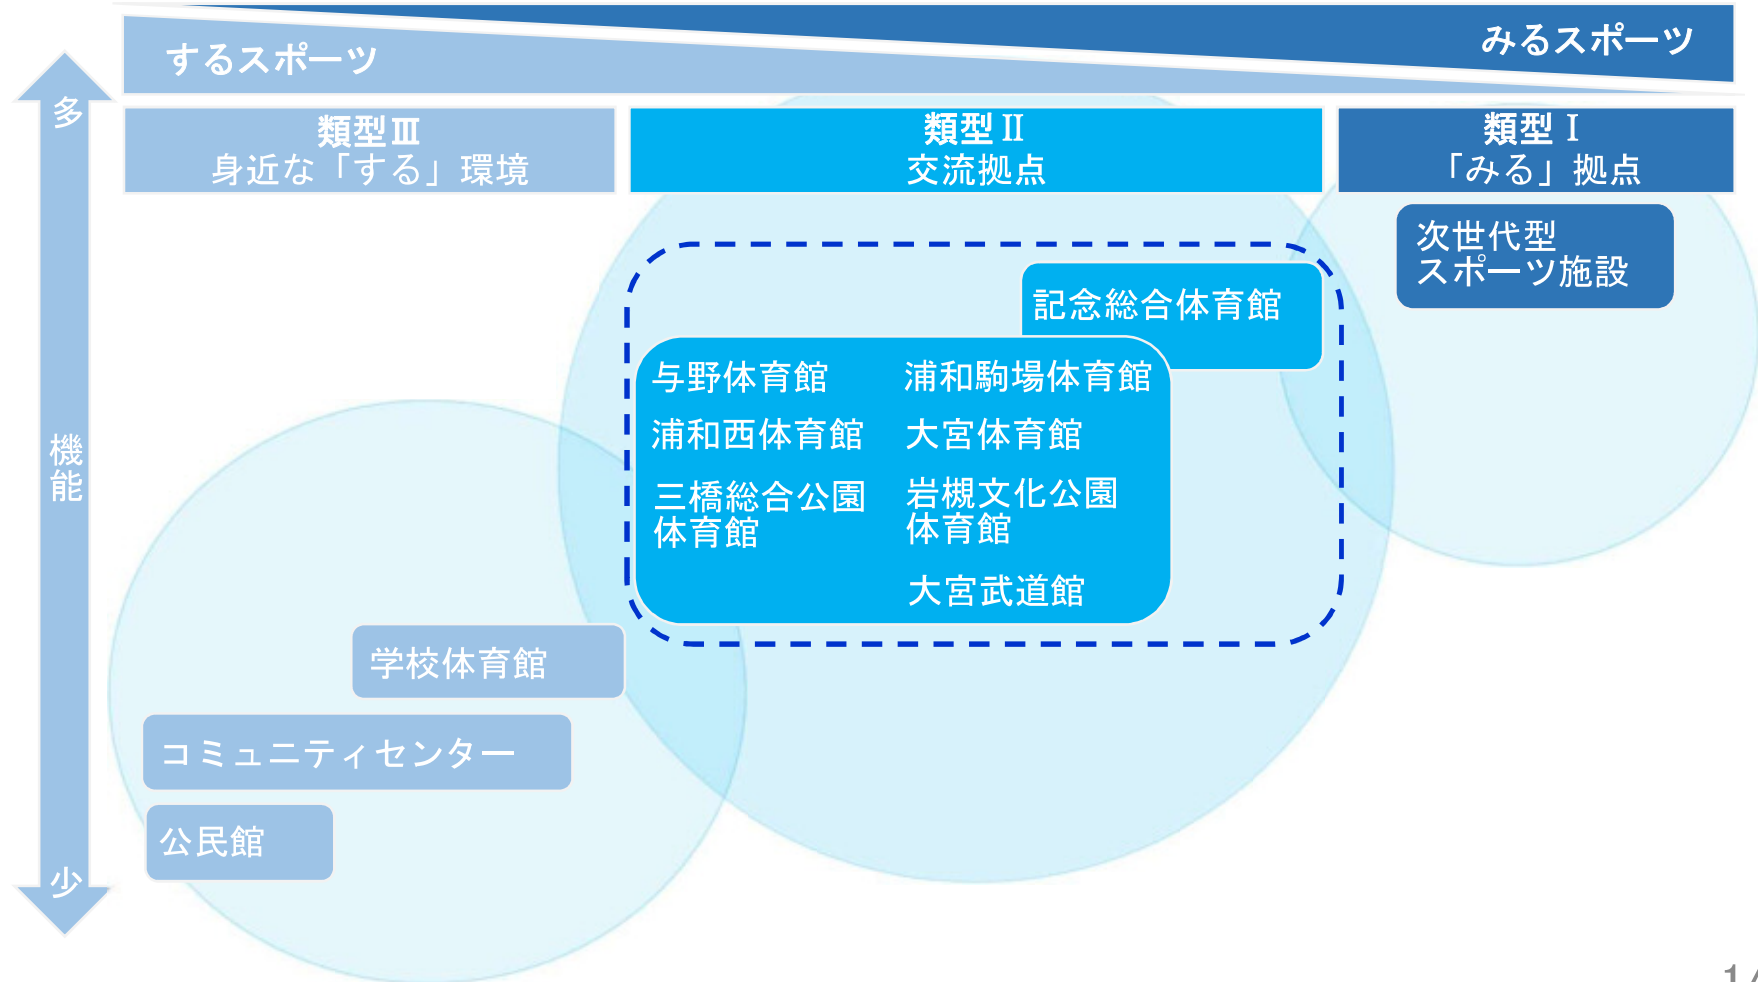 するスポーツ
みるスポーツ
多
機能
少
類型Ⅲ
身近な「する」環境
類型Ⅱ
交流拠点
類型Ⅰ
「みる」拠点
次世代型
スポーツ施設
記念総合体育館
与野体育館
浦和駒場体育館
浦和西体育館
大宮体育館
三橋総合公園
体育館
岩槻文化公園
体育館
大宮武道館
学校体育館
コミュニティセンター
公民館